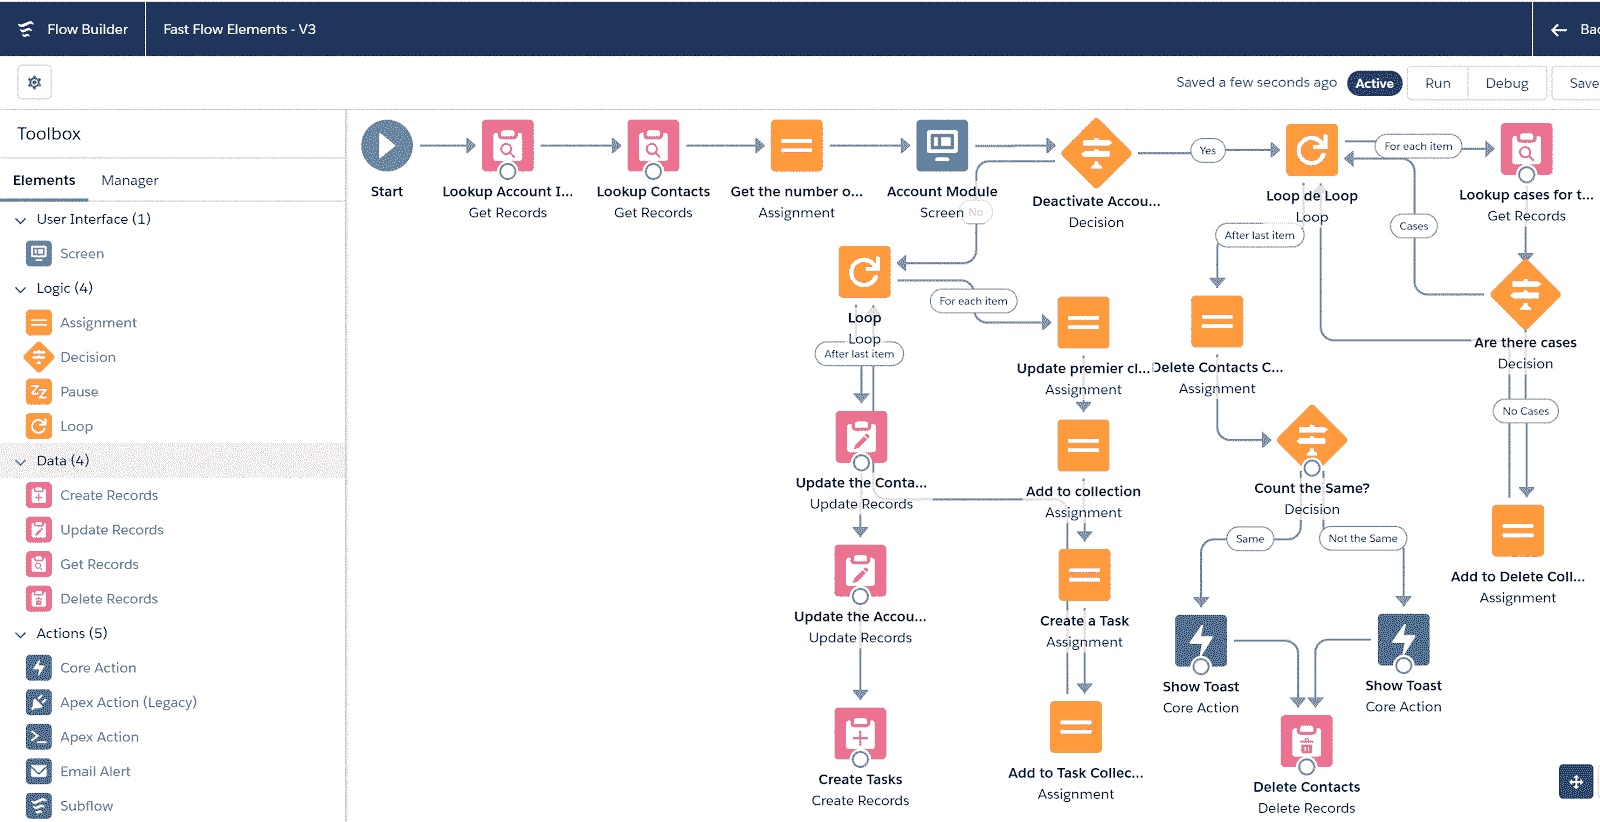 Flow Builder
Fast Flow Elements - V3
Bac
Saved a few seconds ago
Active
Run
Debug
Save
Toolbox
Elements
Manager
User Interface (1)
Screen
Logic (4)
Assignment
Decision
Pause
Loop
Data (4)
Create Records
Update Records
Get Records
Delete Records
Actions (5)
Core Action
Apex Action (Legacy)
Apex Action
Email Alert
Subflow
Start
Lookup Account I...
Get Records
Lookup Contacts
Get Records
Get the number o...
Assignment
Account Module
Screen
No
Deactivate Accou...
Decision
Yes
Loop de Loop
Loop
For each item
Lookup cases for t...
Get Records
Cases
After last item
Loop
Loop
For each item
After last item
Update premier cl...
Assignment
Delete Contacts C...
Assignment
Are there cases
Decision
No Cases
Update the Conta...
Update Records
Add to collection
Assignment
Count the Same?
Decision
Same
Not the Same
Add to Delete Coll...
Assignment
Update the Accou...
Update Records
Create a Task
Assignment
Show Toast
Core Action
Show Toast
Core Action
Create Tasks
Create Records
Add to Task Collec...
Assignment
Delete Contacts
Delete Records